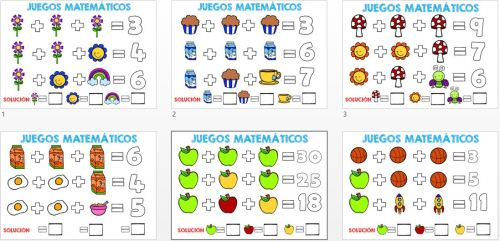 JUEGOS MATEMÁTICOS
+ + = 3
+ + = 4
+ + = 6
SOLUCIÓN = = =
1
JUEGOS MATEMÁTICOS
+ + = 3
+ + = 6
+ + = 7
SOLUCIÓN = = =
2
JUEGOS MATEMÁTICOS
+ + = 9
+ + = 7
+ + = 6
SOLUCIÓN = = =
3
JUEGOS MATEMÁTICOS
+ + = 6
+ + = 4
+ + = 5
SOLUCIÓN = = =
JUEGOS MATEMÁTICOS
+ + = 30
+ + = 25
+ + = 18
SOLUCIÓN = = =
JUEGOS MATEMÁTICOS
+ + = 3
+ + = 5
+ + = 11
SOLUCIÓN = = =